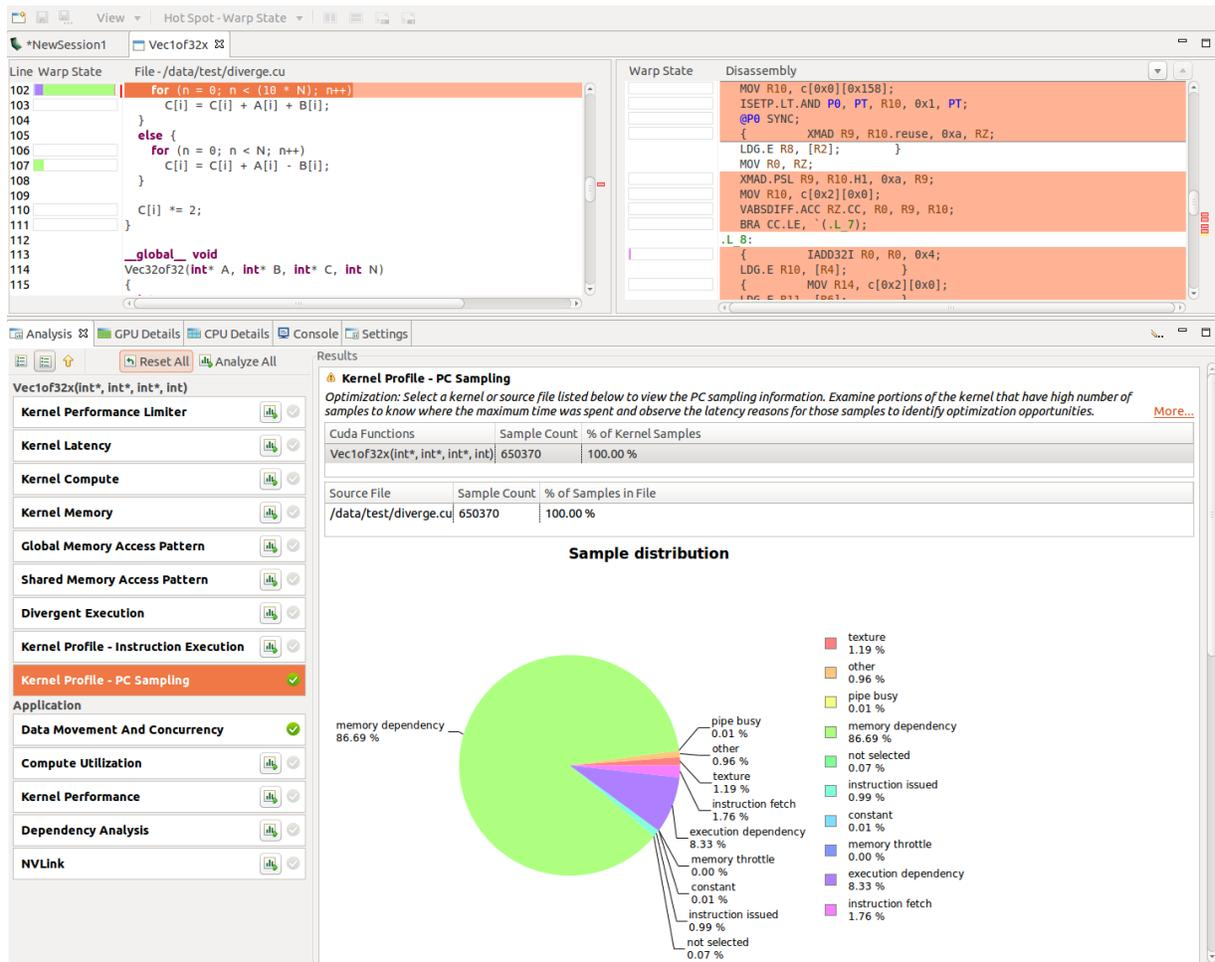 View Hot Spot - Warp State
*NewSession1 Vec1of32x
Line Warp State File - /data/test/diverge.cu
102 for (n = 0; n < (10 * N); n++)
103 C[i] = C[i] + A[i] + B[i];
104 }
105 else {
106 for (n = 0; n < N; n++)
107 C[i] = C[i] + A[i] - B[i];
108 }
109
110 C[i] *= 2;
111 }
112
113 __global__ void
114 Vec32of32(int* A, int* B, int* C, int N)
115 {
Warp State Disassembly
MOV R10, c[0x0][0x158];
ISETP.LT.AND P0, PT, R10, 0x1, PT;
@P0 SYNC;
{ XMAD R9, R10.reuse, 0xa, RZ;
LDG.E R8, [R2]; }
MOV R0, RZ;
XMAD.PSL R9, R10.H1, 0xa, R9;
MOV R10, c[0x2][0x0];
VABSDIFF.ACC RZ.CC, R0, R9, R10;
BRA CC.LE, `(.L_7);
.L_8:
{ IADD32I R0, R0, 0x4;
LDG.E R10, [R4]; }
{ MOV R14, c[0x2][0x0];
LDG.E R11, [R6]; }
Analysis GPU Details CPU Details Console Settings
Reset All Analyze All
Vec1of32x(int*, int*, int*, int)
Kernel Performance Limiter
Kernel Latency
Kernel Compute
Kernel Memory
Global Memory Access Pattern
Shared Memory Access Pattern
Divergent Execution
Kernel Profile - Instruction Execution
Kernel Profile - PC Sampling
Application
Data Movement And Concurrency
Compute Utilization
Kernel Performance
Dependency Analysis
NVLink
Results
Kernel Profile - PC Sampling
Optimization: Select a kernel or source file listed below to view the PC sampling information. Examine portions of the kernel that have high number of
samples to know where the maximum time was spent and observe the latency reasons for those samples to identify optimization opportunities. More...
Cuda Functions Sample Count % of Kernel Samples
Vec1of32x(int*, int*, int*, int) 650370 100.00 %
Source File Sample Count % of Samples in File
/data/test/diverge.cu 650370 100.00 %
Sample distribution
memory dependency
86.69 %
pipe busy
0.01 %
other
0.96 %
texture
1.19 %
instruction fetch
1.76 %
execution dependency
8.33 %
memory throttle
0.00 %
constant
0.01 %
instruction issued
0.99 %
not selected
0.07 %
texture
1.19 %
other
0.96 %
pipe busy
0.01 %
memory dependency
86.69 %
not selected
0.07 %
instruction issued
0.99 %
constant
0.01 %
memory throttle
0.00 %
execution dependency
8.33 %
instruction fetch
1.76 %